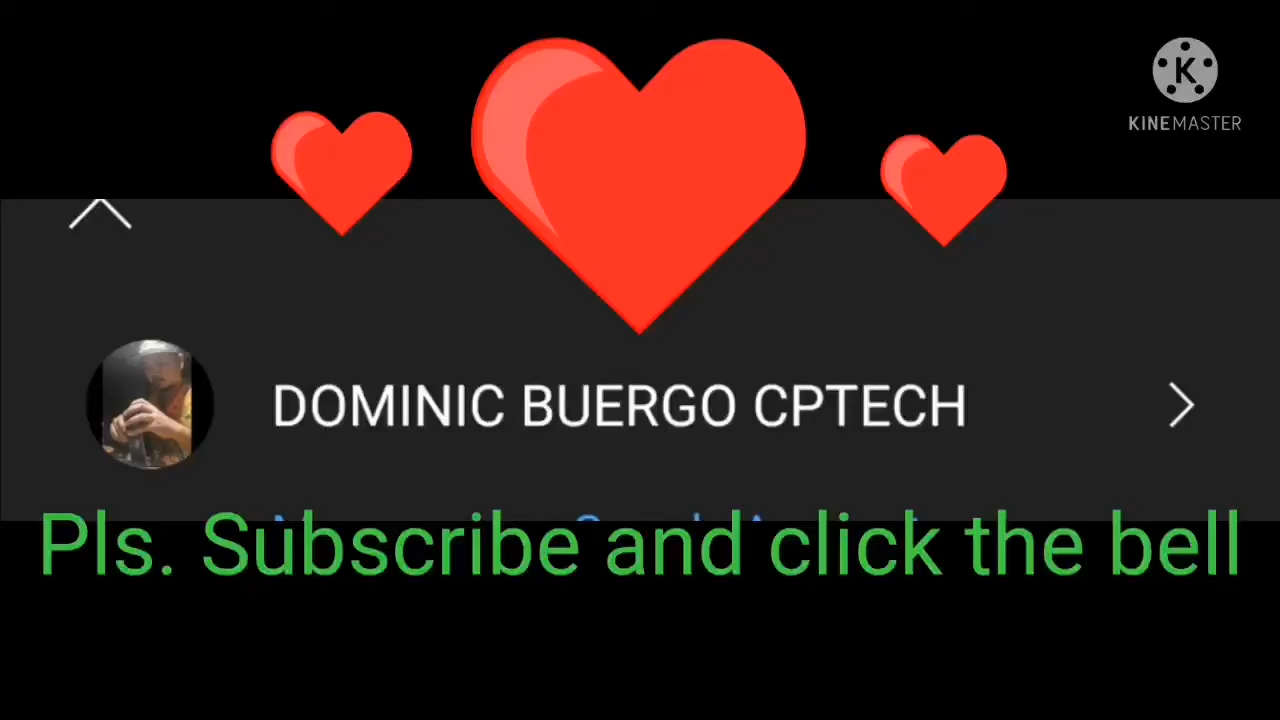 K
KINEMASTER
DOMINIC BUERGO CPTECH
Pls. Subscribe and click the bell